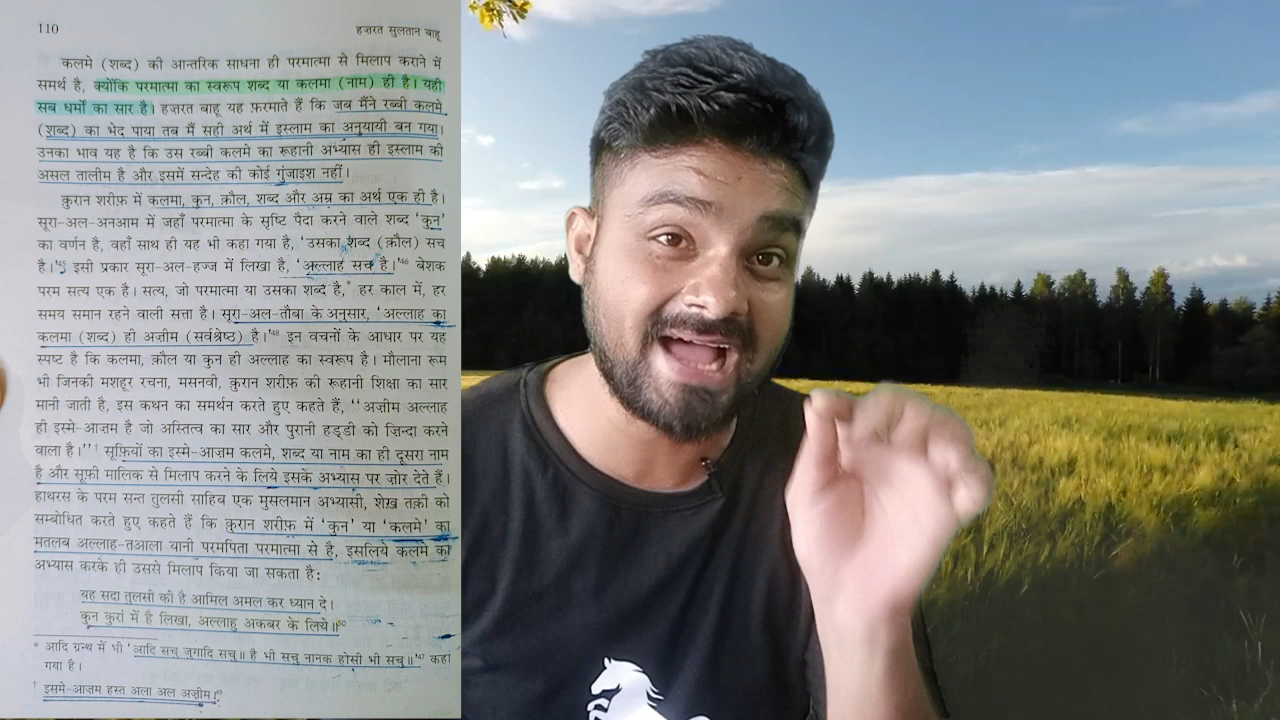 110
हज़रत सुलतान बाहू
कलमे (शब्द) की आन्तरिक साधना ही परमात्मा से मिलाप कराने में
समर्थ है, क्योंकि परमात्मा का स्वरूप शब्द या कलमा (नाम) ही है। यही
सब धर्मों का सार है। हज़रत बाहू यह फ़रमाते हैं कि जब मैंने रब्बी कलमे
(शब्द) का भेद पाया तब मैं सही अर्थ में इस्लाम का अनुयायी बन गया।
उनका भाव यह है कि उस रब्बी कलमे का रूहानी अभ्यास ही इस्लाम की
असल तालीम है और इसमें सन्देह की कोई गुंजाइश नहीं।
क़ुरान शरीफ़ में कलमा, कुन, क़ौल, शब्द और अम्र का अर्थ एक ही है।
सूरा-अल-अनआम में जहाँ परमात्मा के सृष्टि पैदा करने वाले शब्द 'कुन'
का वर्णन है, वहाँ साथ ही यह भी कहा गया है, 'उसका शब्द (क़ौल) सच
है।'45 इसी प्रकार सूरा-अल-हज्ज में लिखा है, 'अल्लाह सच है।'46 बेशक
परम सत्य एक है। सत्य, जो परमात्मा या उसका शब्द है,* हर काल में, हर
समय समान रहने वाली सत्ता है। सूरा-अल-तौबा के अनुसार, 'अल्लाह का
कलमा (शब्द) ही अज़ीम (सर्वश्रेष्ठ) है।'48 इन वचनों के आधार पर यह
स्पष्ट है कि कलमा, क़ौल या कुन ही अल्लाह का स्वरूप है। मौलाना रूम
भी जिनकी मशहूर रचना, मसनवी, क़ुरान शरीफ़ की रूहानी शिक्षा का सार
मानी जाती है, इस कथन का समर्थन करते हुए कहते हैं, ''अज़ीम अल्लाह
ही इस्मे-आज़म है जो अस्तित्व का सार और पुरानी हड्डी को ज़िन्दा करने
वाला है।''† सूफ़ियों का इस्मे-आज़म कलमे, शब्द या नाम का ही दूसरा नाम
है और सूफ़ी मालिक से मिलाप करने के लिये इसके अभ्यास पर ज़ोर देते हैं।
हाथरस के परम सन्त तुलसी साहिब एक मुसलमान अभ्यासी, शेख़ तक़ी को
सम्बोधित करते हुए कहते हैं कि क़ुरान शरीफ़ में 'कुन' या 'कलमे' का
मतलब अल्लाह-तआला यानी परमपिता परमात्मा से है, इसलिये कलमे का
अभ्यास करके ही उससे मिलाप किया जा सकता है:
यह सदा तुलसी की है आमिल अमल कर ध्यान दे।
कुन कुरां में है लिखा, अल्लाहु अकबर के लिये॥50
* आदि ग्रन्थ में भी 'आदि सचु जुगादि सचु॥ है भी सचु नानक होसी भी सचु॥'47 कहा
गया है।
† इसमे-आज़म हस्त अला अल अज़ीम।49